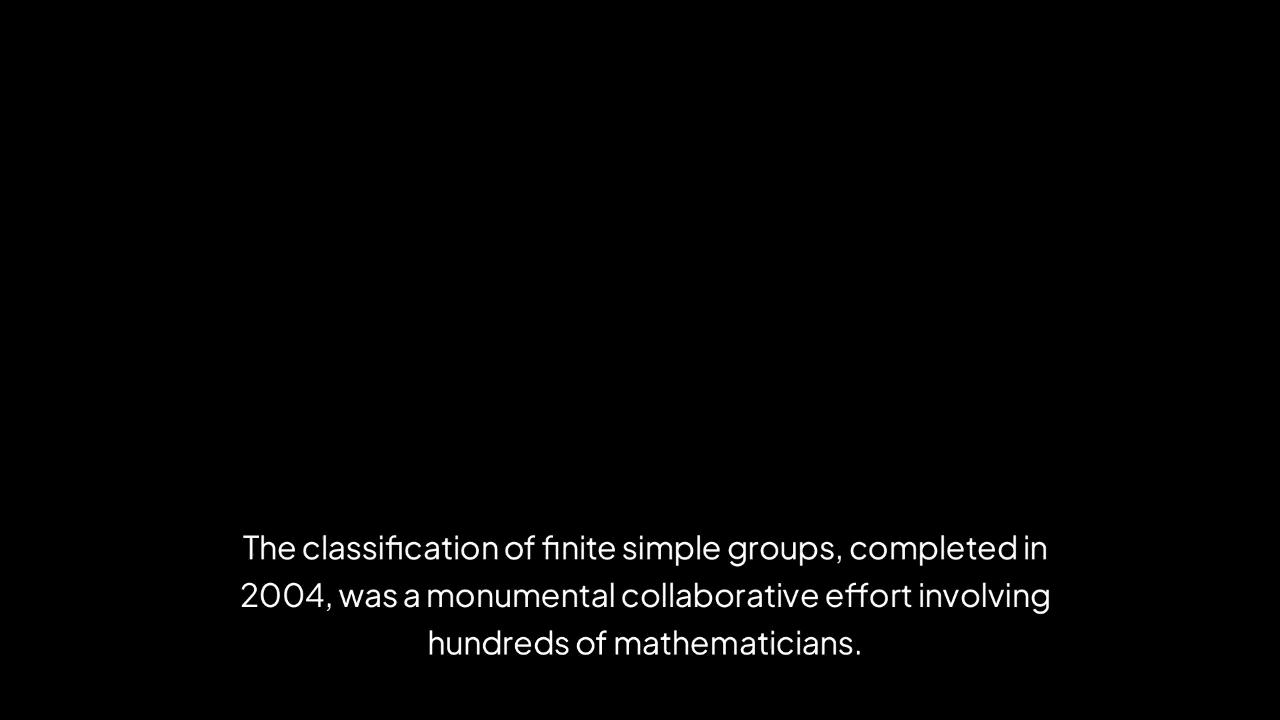 The classification of finite simple groups, completed in
2004, was a monumental collaborative effort involving
hundreds of mathematicians.